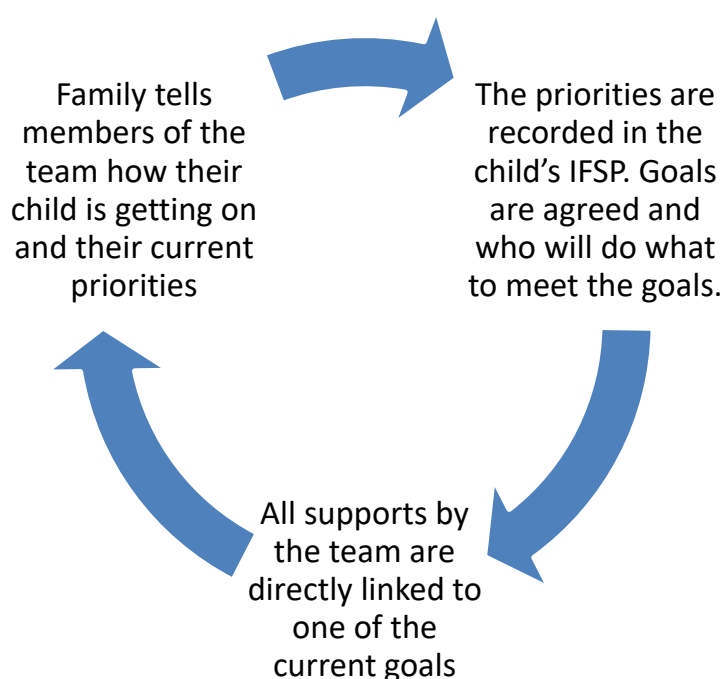 Family tells
members of the
team how their
child is getting on
and their current
priorities
The priorities are
recorded in the
child’s IFSP. Goals
are agreed and
who will do what
to meet the goals.
All supports by
the team are
directly linked to
one of the
current goals